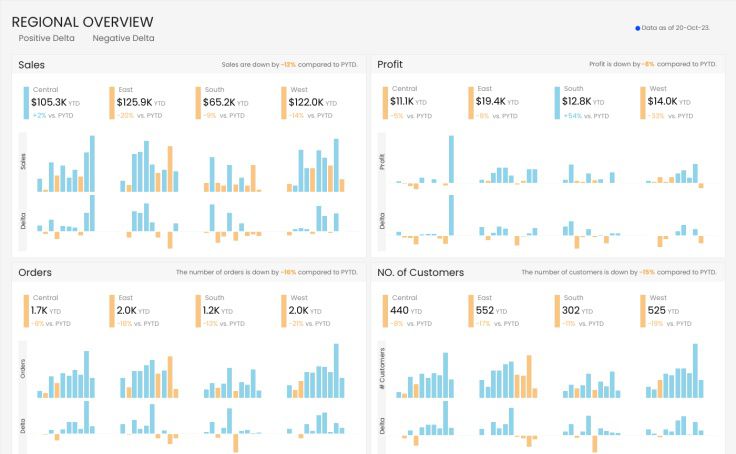 REGIONAL OVERVIEW
Positive Delta Negative Delta
Data as of 20-Oct-23.
Sales
Sales are down by -12% compared to PYTD.
Central East South West
$105.3K YTD $125.9K YTD $65.2K YTD $122.0K YTD
+2% vs. PYTD -20% vs. PYTD -9% vs. PYTD -14% vs. PYTD
Sales
Delta
Profit
Profit is down by -8% compared to PYTD.
Central East South West
$11.1K YTD $19.4K YTD $12.8K YTD $14.0K YTD
-5% vs. PYTD vs. PYTD +54% vs. PYTD -33% vs. PYTD
Profit
Delta
Orders
The number of orders is down by -16% compared to PYTD.
Central East South West
1.7K YTD 2.0K YTD 1.2K YTD 2.0K YTD
vs. PYTD vs. PYTD -13% vs. PYTD -21% vs. PYTD
Orders
Delta
NO. of Customers
The number of customers is down by -15% compared to PYTD.
Central East South West
440 YTD 552 YTD 302 YTD 525 YTD
vs. PYTD -17% vs. PYTD -11% vs. PYTD vs. PYTD
# Customers
Delta